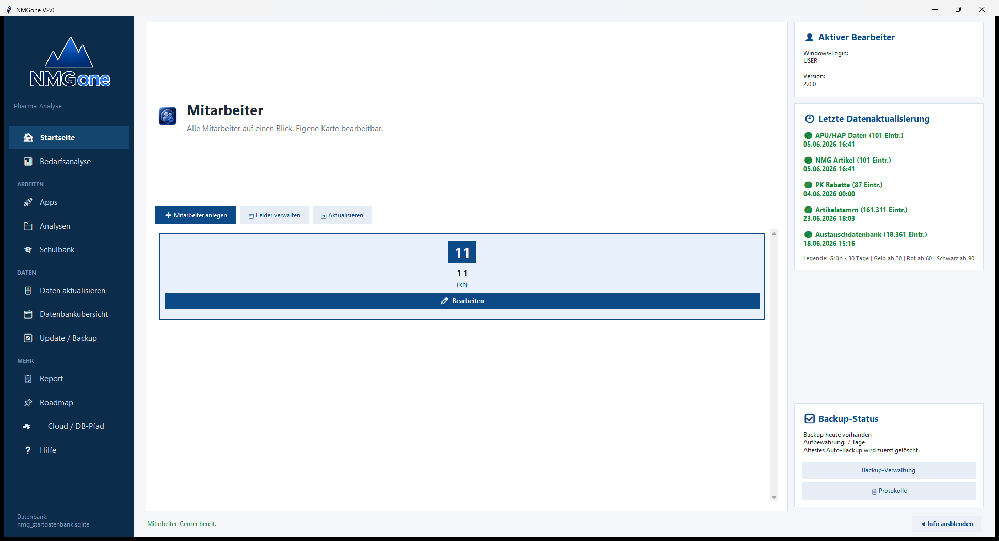 NMGone V2.0
NMGone
Pharma-Analyse
Startseite
Bedarfsanalyse
ARBEITEN
Apps
Analysen
Schulbank
DATEN
Daten aktualisieren
Datenbankübersicht
Update / Backup
MEHR
Report
Roadmap
Cloud / DB-Pfad
? Hilfe
Datenbank:
nmg_startdatenbank.sqlite
Mitarbeiter
Alle Mitarbeiter auf einen Blick. Eigene Karte bearbeitbar.
Mitarbeiter anlegen
Felder verwalten
Aktualisieren
11
1 1
(Ich)
Bearbeiten
Mitarbeiter-Center bereit.
Aktiver Bearbeiter
Windows-Login:
USER
Version:
2.0.0
Letzte Datenaktualisierung
APU/HAP Daten (101 Eintr.)
05.06.2026 16:41
NMG Artikel (101 Eintr.)
05.06.2026 16:41
PK Rabatte (87 Eintr.)
04.06.2026 00:00
Artikelstamm (161.311 Eintr.)
23.06.2026 18:03
Austauschdatenbank (18.361 Eintr.)
18.06.2026 15:16
Legende: Grün <30 Tage | Gelb ab 30 | Rot ab 60 | Schwarz ab 90
Backup-Status
Backup heute vorhanden
Aufbewahrung: 7 Tage
Ältestes Auto-Backup wird zuerst gelöscht.
Backup-Verwaltung
Protokolle
◄ Info ausblenden